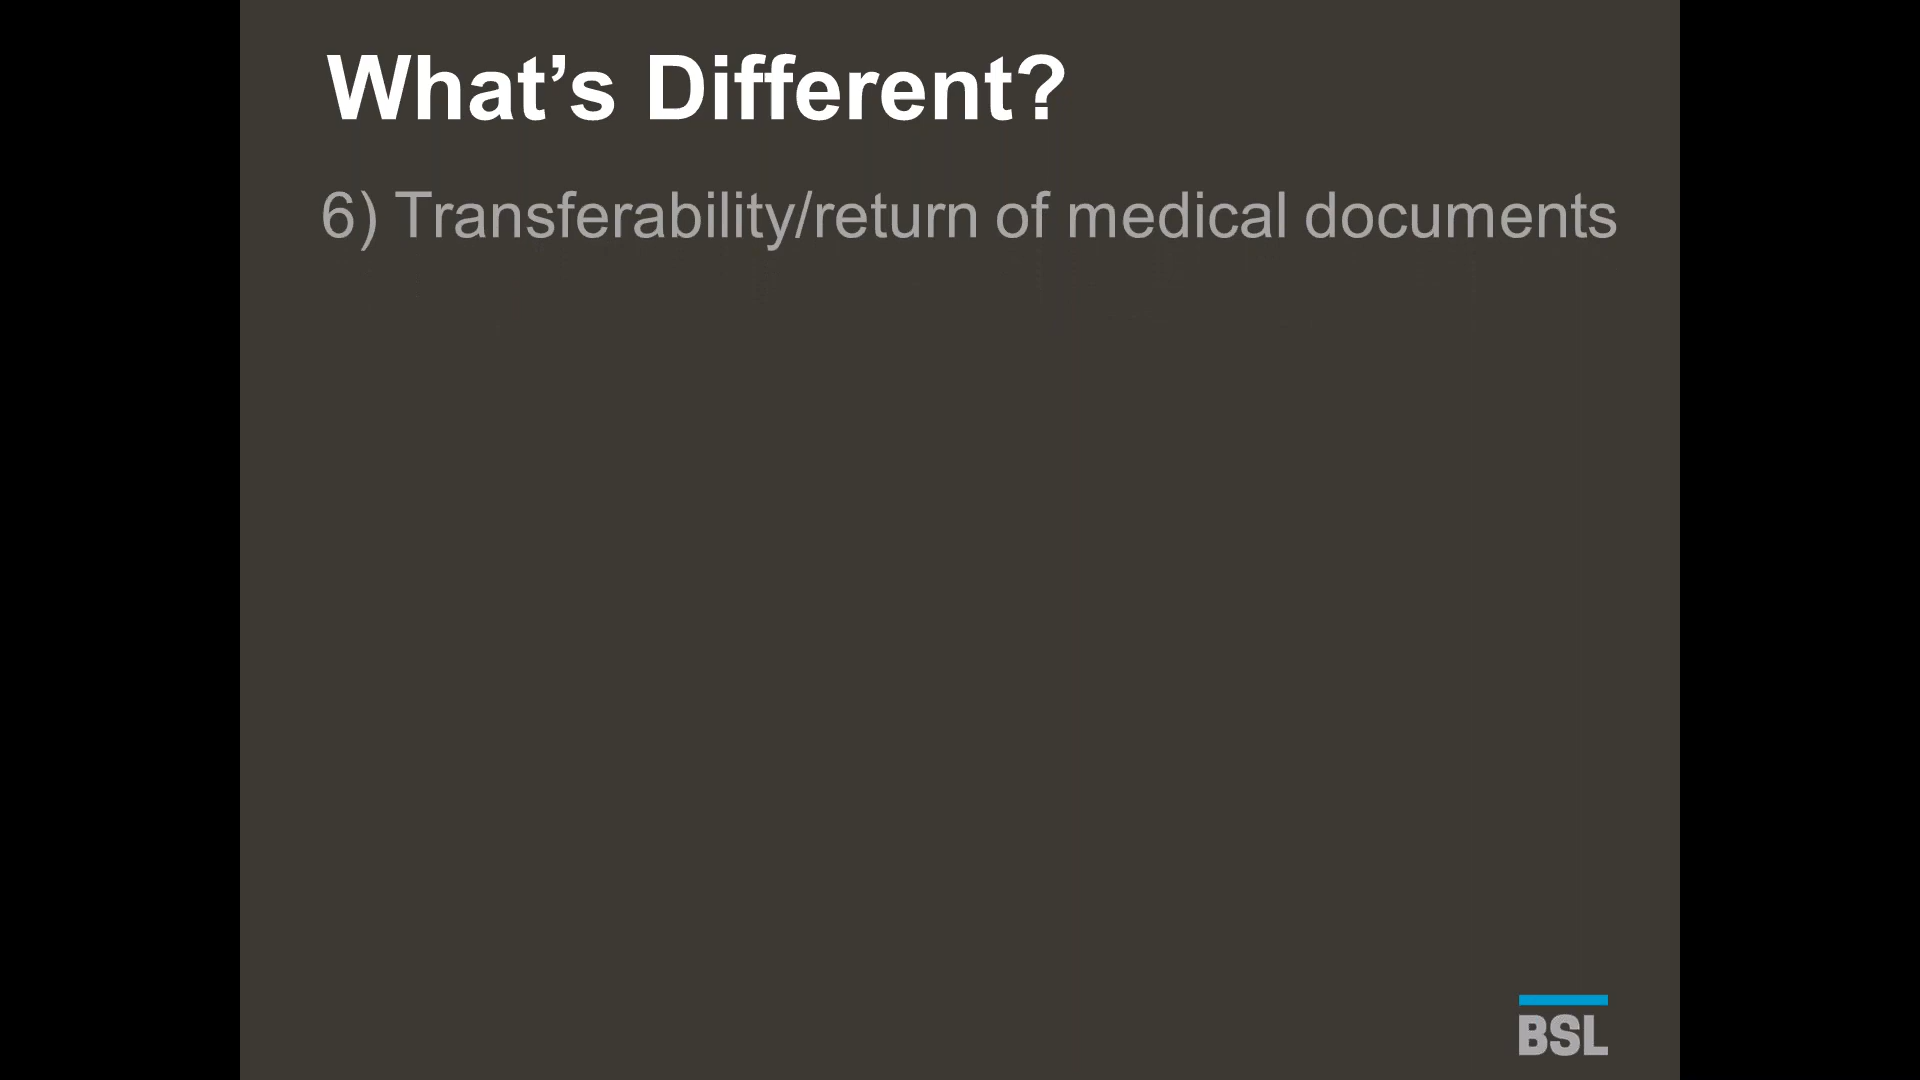 What’s Different?
6) Transferability/return of medical documents
BSL